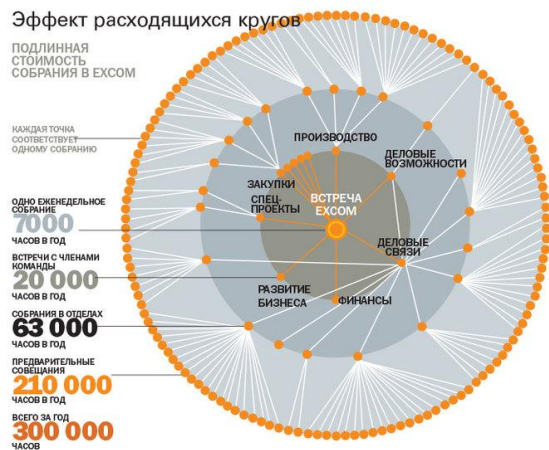 Эффект расходящихся кругов
ПОДЛИННАЯ
СТОИМОСТЬ
СОБРАНИЯ В EXCOM
КАЖДАЯ ТОЧКА
СООТВЕТСТВУЕТ
ОДНОМУ СОБРАНИЮ
ОДНО ЕЖЕНЕДЕЛЬНОЕ
СОБРАНИЕ
7000
ЧАСОВ В ГОД
ВСТРЕЧИ С ЧЛЕНАМИ
КОМАНДЫ
20 000
ЧАСОВ В ГОД
СОБРАНИЯ В ОТДЕЛАХ
63 000
ЧАСОВ В ГОД
ПРЕДВАРИТЕЛЬНЫЕ
СОВЕЩАНИЯ
210 000
ЧАСОВ В ГОД
ВСЕГО ЗА ГОД
300 000
ЧАСОВ
ПРОИЗВОДСТВО
ДЕЛОВЫЕ
ВОЗМОЖНОСТИ
ЗАКУПКИ
СПЕЦ-
ПРОЕКТЫ
ВСТРЕЧА
EXCOM
ДЕЛОВЫЕ
СВЯЗИ
РАЗВИТИЕ
БИЗНЕСА
ФИНАНСЫ